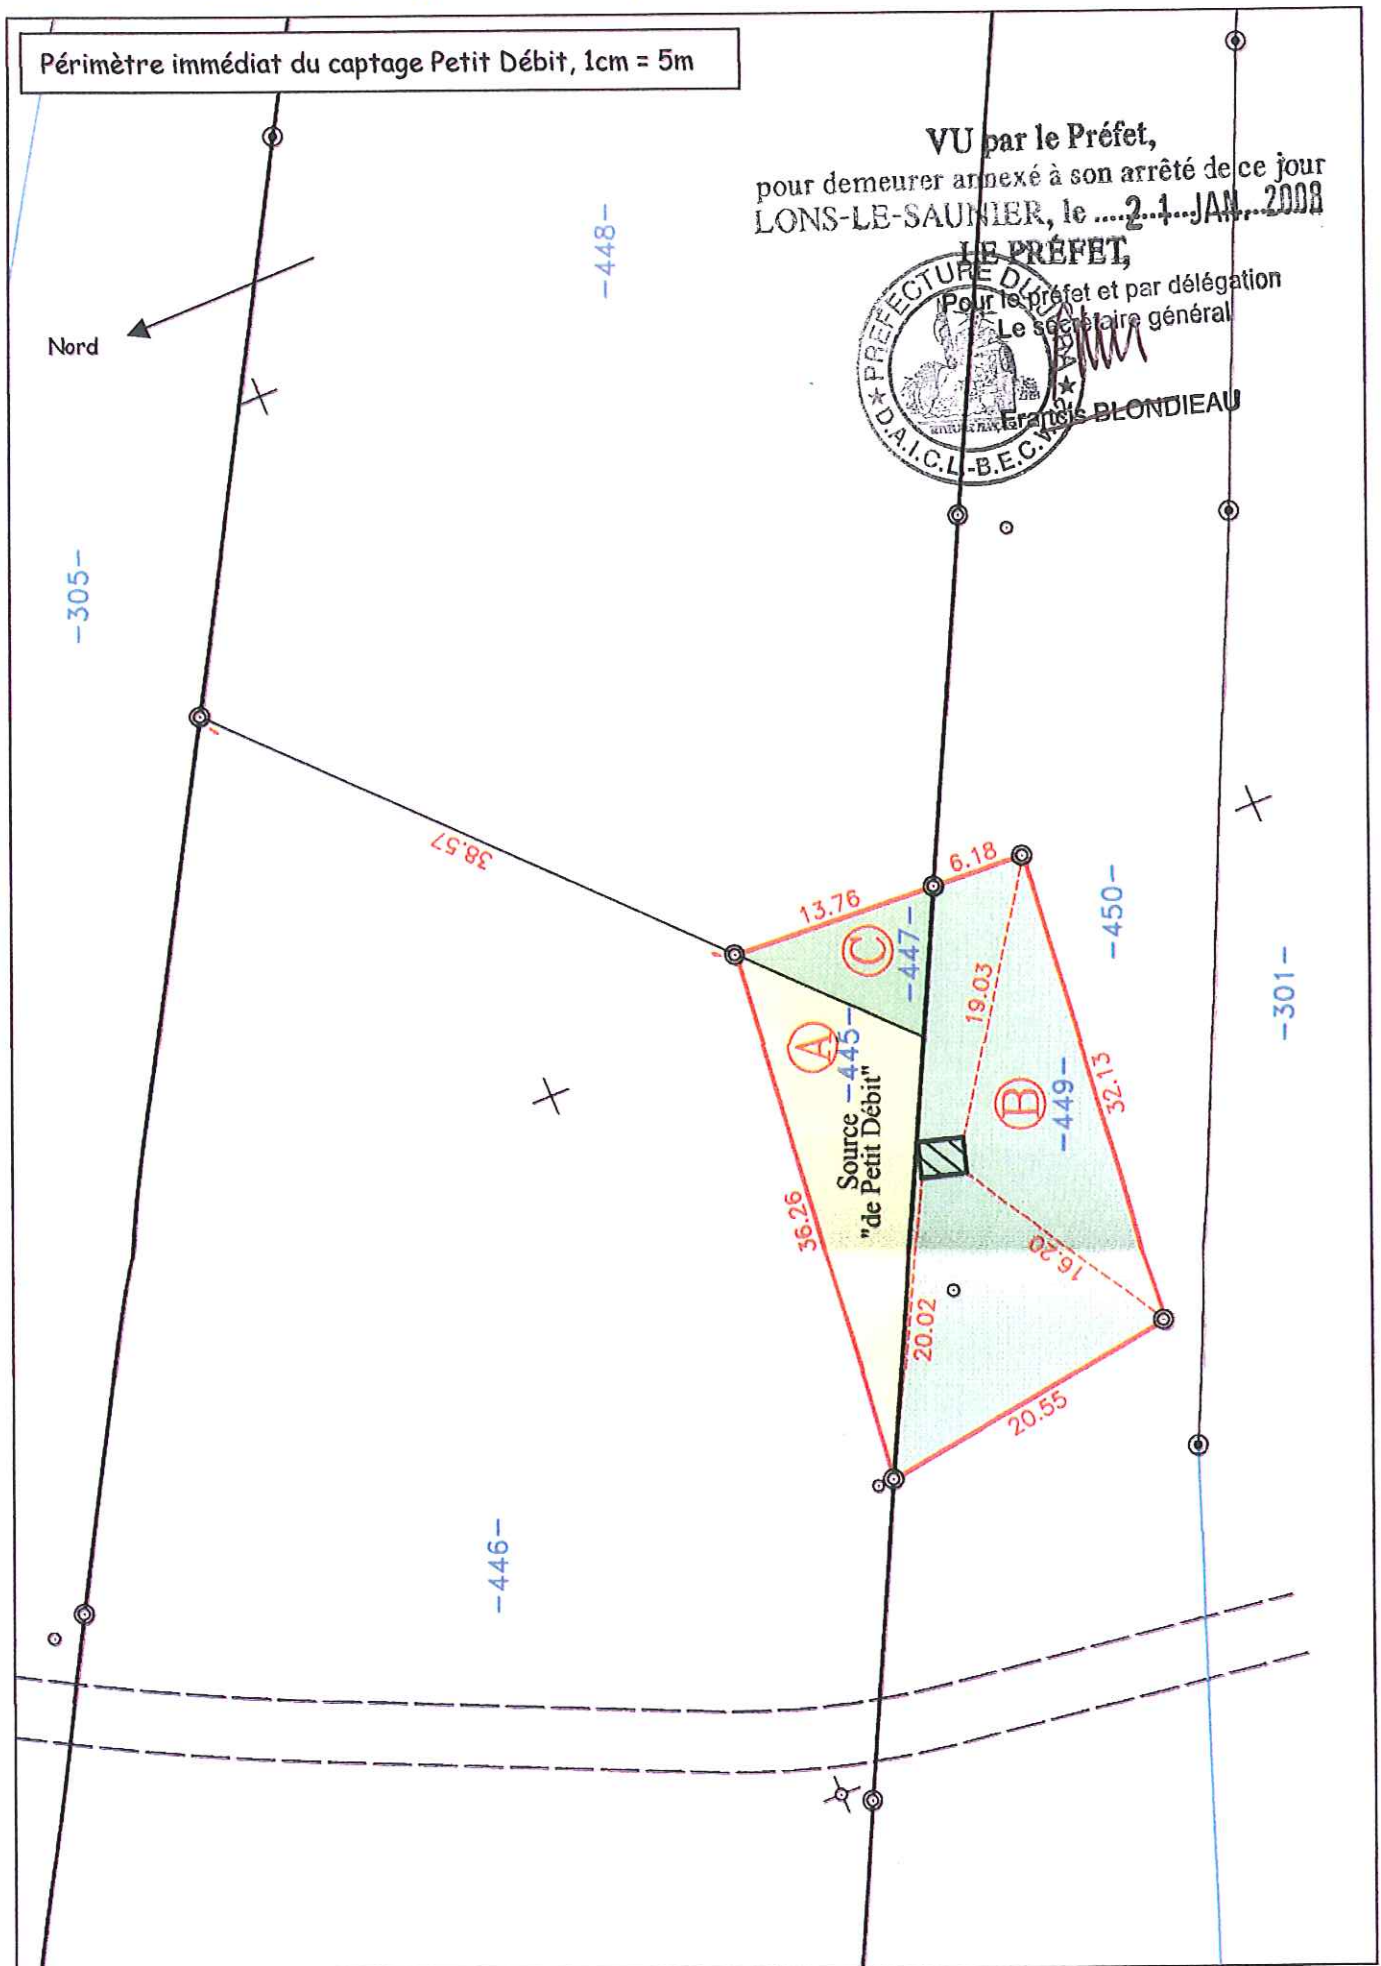 Périmètre immédiat du captage Petit Débit, 1cm = 5m
VU par le Préfet,
pour demeurer annexé à son arrêté de ce jour
LONS-LE-SAUNIER, le ....2.1..JAN...2008
LE PRÉFET,
Pour le préfet et par délégation
Le secrétaire général
Francis BLONDIEAU
★ PREFECTURE DU JURA ★
D.A.I.C.L.-B.E.C.V.
Nord
-448-
-305-
38.57
13.76
6.18
C
-447-
19.03
-450-
-301-
A
-445-
Source
"de Petit Débit"
B
-449-
32.13
36.26
16.20
20.02
20.55
-446-